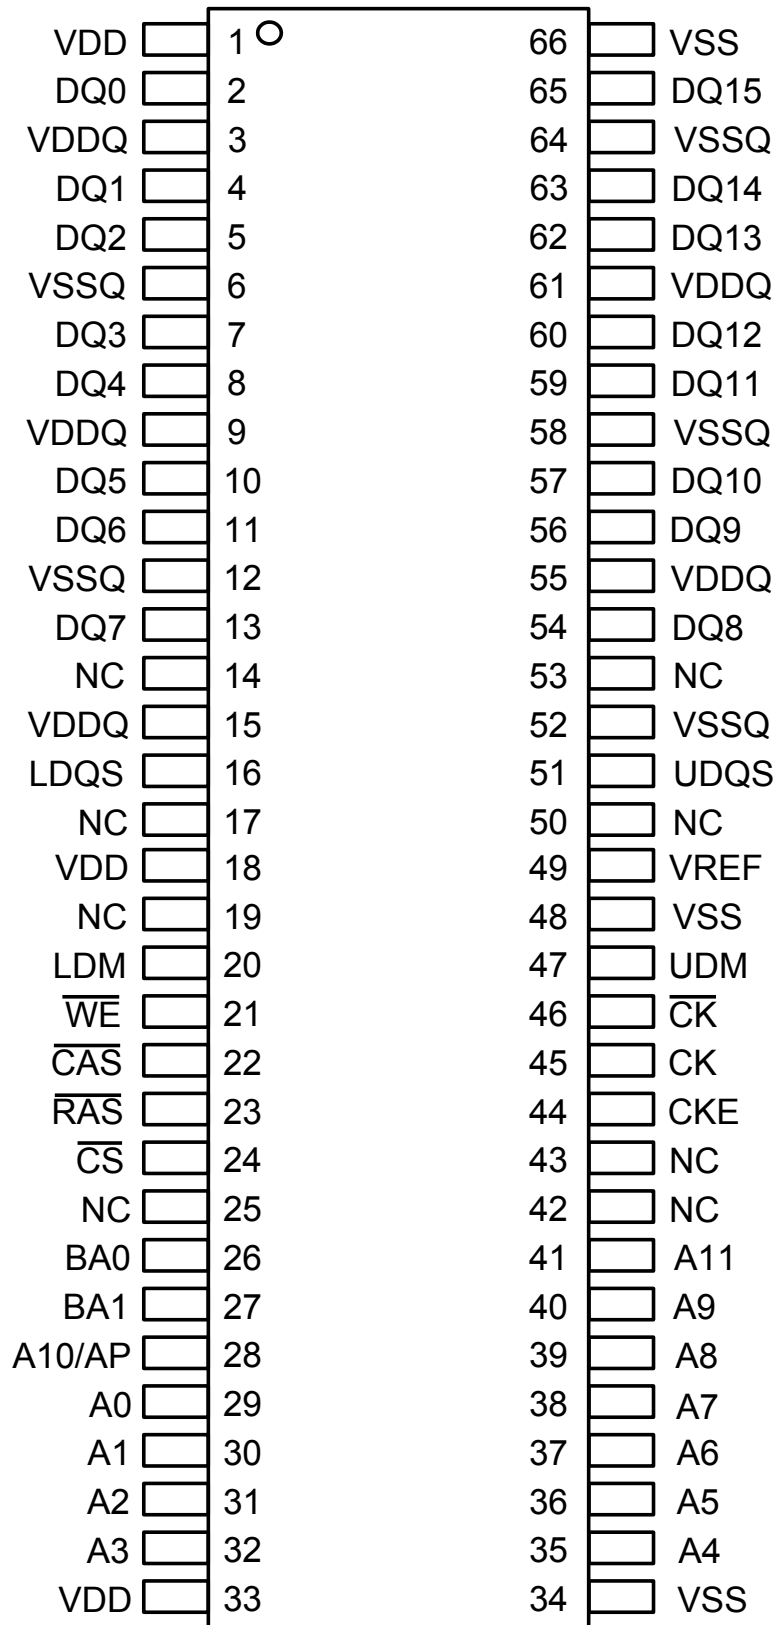 VDD 1 66 VSS
DQ0 2 65 DQ15
VDDQ 3 64 VSSQ
DQ1 4 63 DQ14
DQ2 5 62 DQ13
VSSQ 6 61 VDDQ
DQ3 7 60 DQ12
DQ4 8 59 DQ11
VDDQ 9 58 VSSQ
DQ5 10 57 DQ10
DQ6 11 56 DQ9
VSSQ 12 55 VDDQ
DQ7 13 54 DQ8
NC 14 53 NC
VDDQ 15 52 VSSQ
LDQS 16 51 UDQS
NC 17 50 NC
VDD 18 49 VREF
NC 19 48 VSS
LDM 20 47 UDM
W̅E̅ 21 46 C̅K̅
C̅A̅S̅ 22 45 CK
R̅A̅S̅ 23 44 CKE
C̅S̅ 24 43 NC
NC 25 42 NC
BA0 26 41 A11
BA1 27 40 A9
A10/AP 28 39 A8
A0 29 38 A7
A1 30 37 A6
A2 31 36 A5
A3 32 35 A4
VDD 33 34 VSS